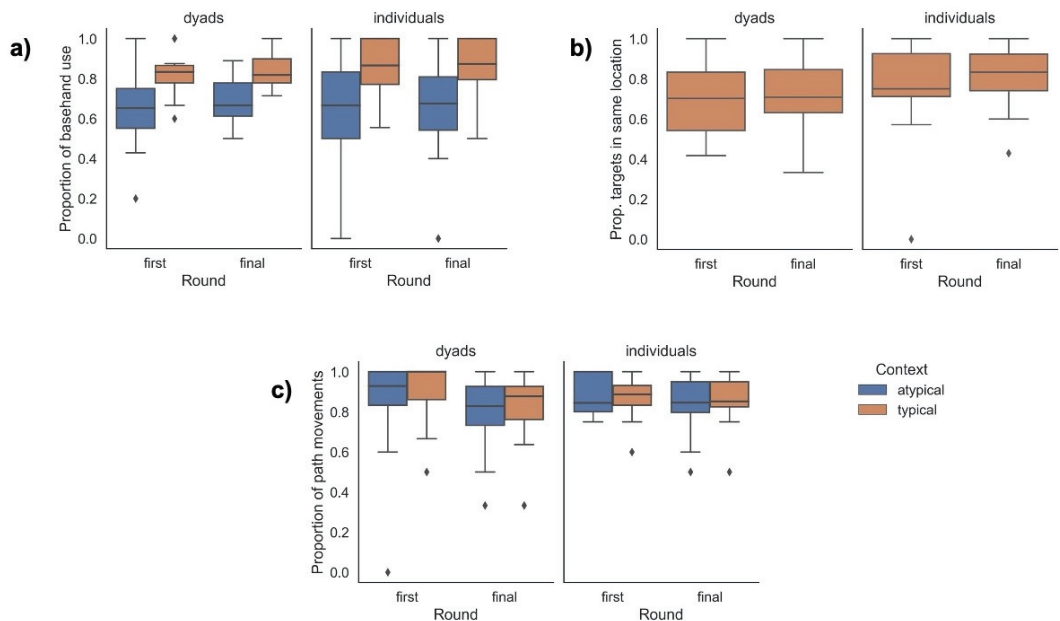 a)
dyads
individuals
Proportion of basehand use
1.0
0.8
0.6
0.4
0.2
0.0
first
final
first
final
Round
Round
b)
dyads
individuals
Prop. targets in same location
1.0
0.8
0.6
0.4
0.2
0.0
first
final
first
final
Round
Round
c)
dyads
individuals
Proportion of path movements
1.0
0.8
0.6
0.4
0.2
0.0
first
final
first
final
Round
Round
Context
atypical
typical